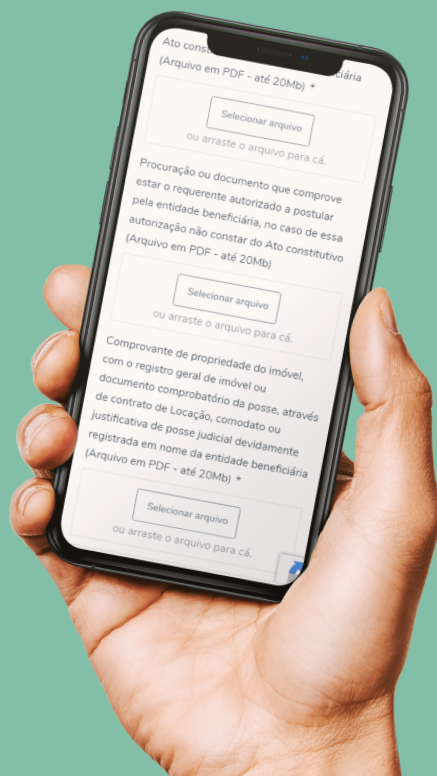 Ato cons
ciária
(Arquivo em PDF - até 20Mb) *
Selecionar arquivo
ou arraste o arquivo para cá.
Procuração ou documento que comprove
estar o requerente autorizado a postular
pela entidade beneficiária, no caso de essa
autorização não constar do Ato constitutivo
(Arquivo em PDF - até 20Mb)
Selecionar arquivo
ou arraste o arquivo para cá.
Comprovante de propriedade do imóvel,
com o registro geral de imóvel ou
documento comprobatório da posse, através
de contrato de Locação, comodato ou
justificativa de posse judicial devidamente
registrada em nome da entidade beneficiária
(Arquivo em PDF - até 20Mb) *
Selecionar arquivo
ou arraste o arquivo para cá.